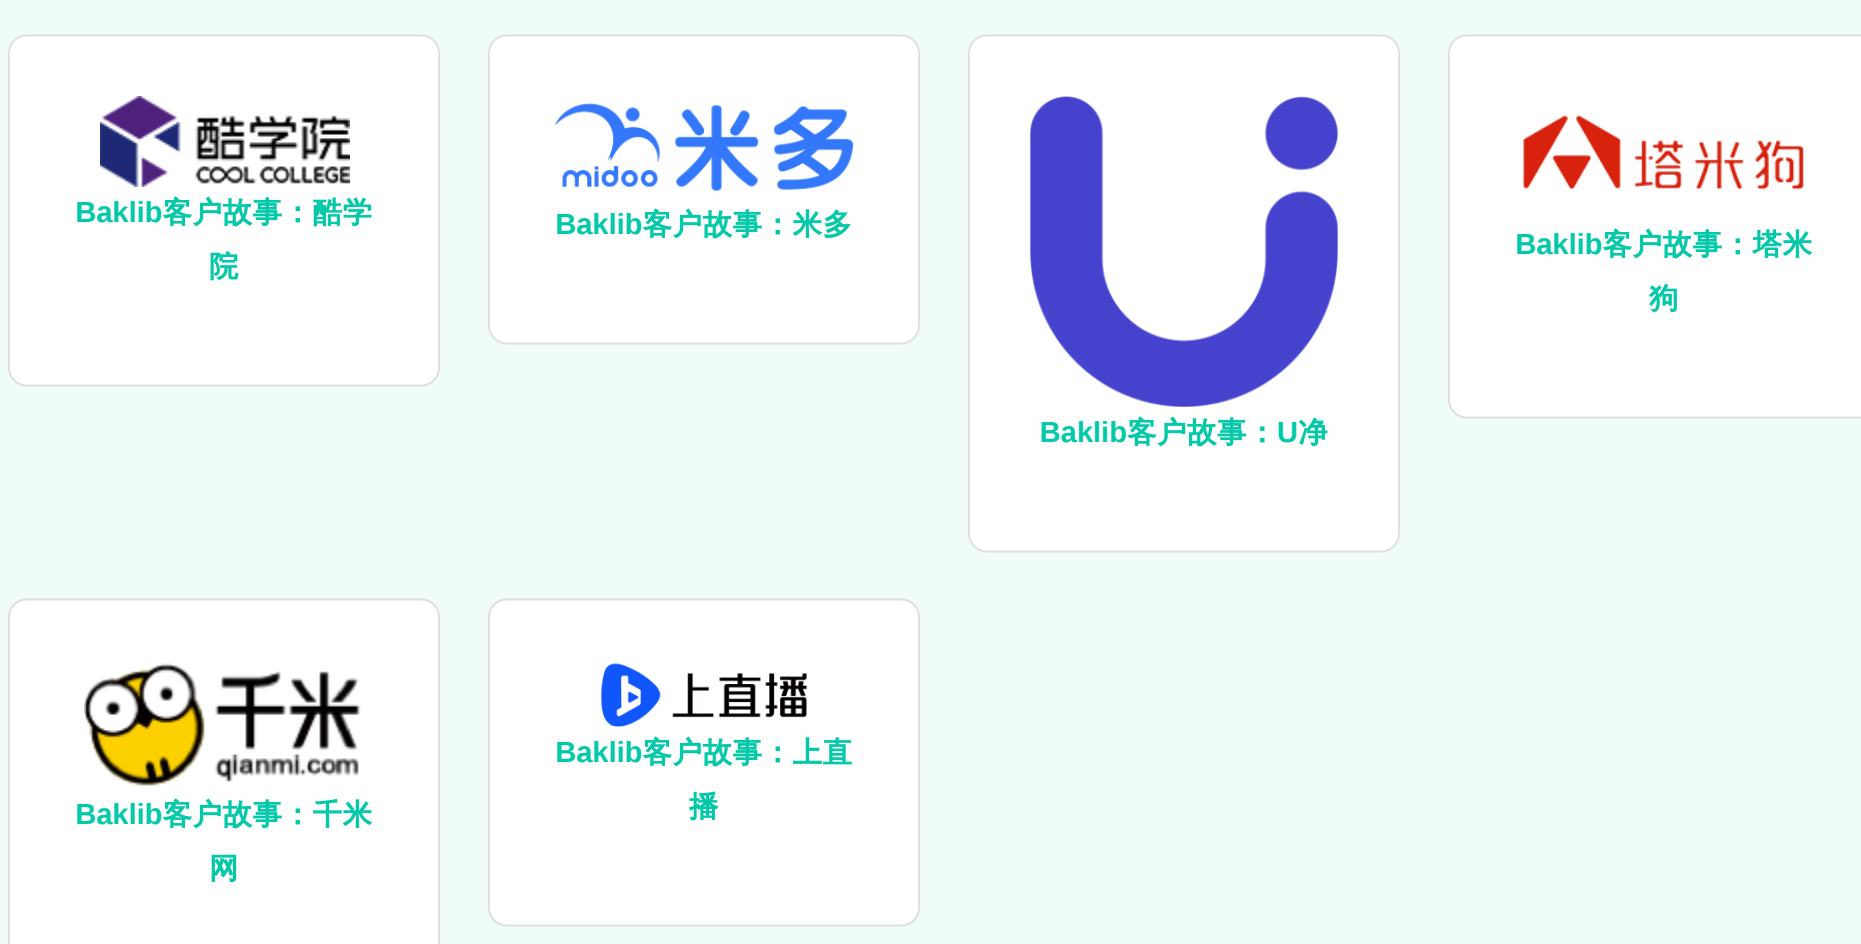 酷学院
COOL COLLEGE
Baklib客户故事：酷学
院
midoo
米多
Baklib客户故事：米多
Baklib客户故事：U净
塔米狗
Baklib客户故事：塔米
狗
千米
qianmi.com
Baklib客户故事：千米
网
上直播
Baklib客户故事：上直
播